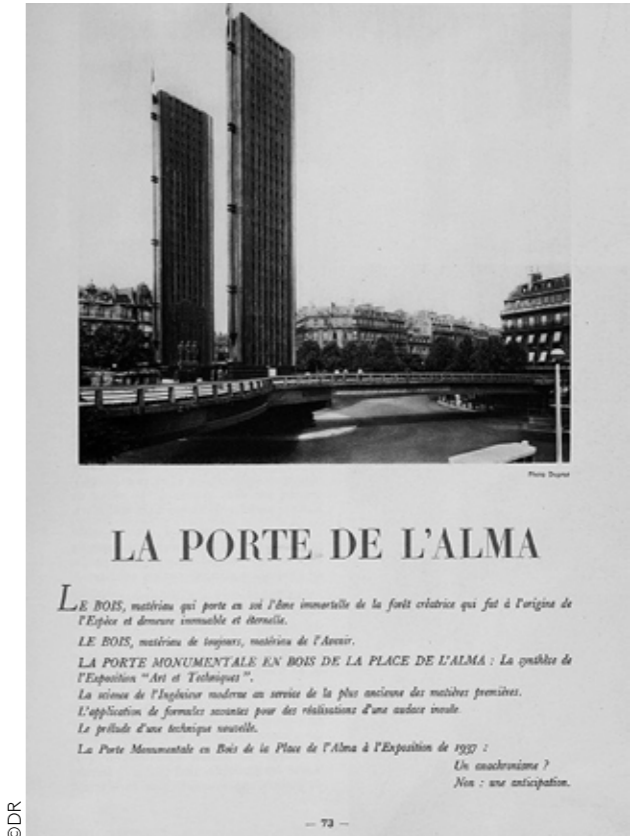 Photo Duprat
LA PORTE DE L'ALMA
LE BOIS, matériau qui porte en soi l'âme immortelle de la forêt créatrice qui fut à l'origine de
l'Espèce et demeure immuable et éternelle.
LE BOIS, matériau de toujours, matériau de l'Avenir.
LA PORTE MONUMENTALE EN BOIS DE LA PLACE DE L'ALMA : La synthèse de
l'Exposition "Art et Techniques".
La science de l'Ingénieur moderne au service de la plus ancienne des matières premières.
L'application de formules savantes pour des réalisations d'une audace inouïe.
Le prélude d'une technique nouvelle.
La Porte Monumentale en Bois de la Place de l'Alma à l'Exposition de 1937 :
Un anachronisme ?
Non : une anticipation.
— 73 —
©DR